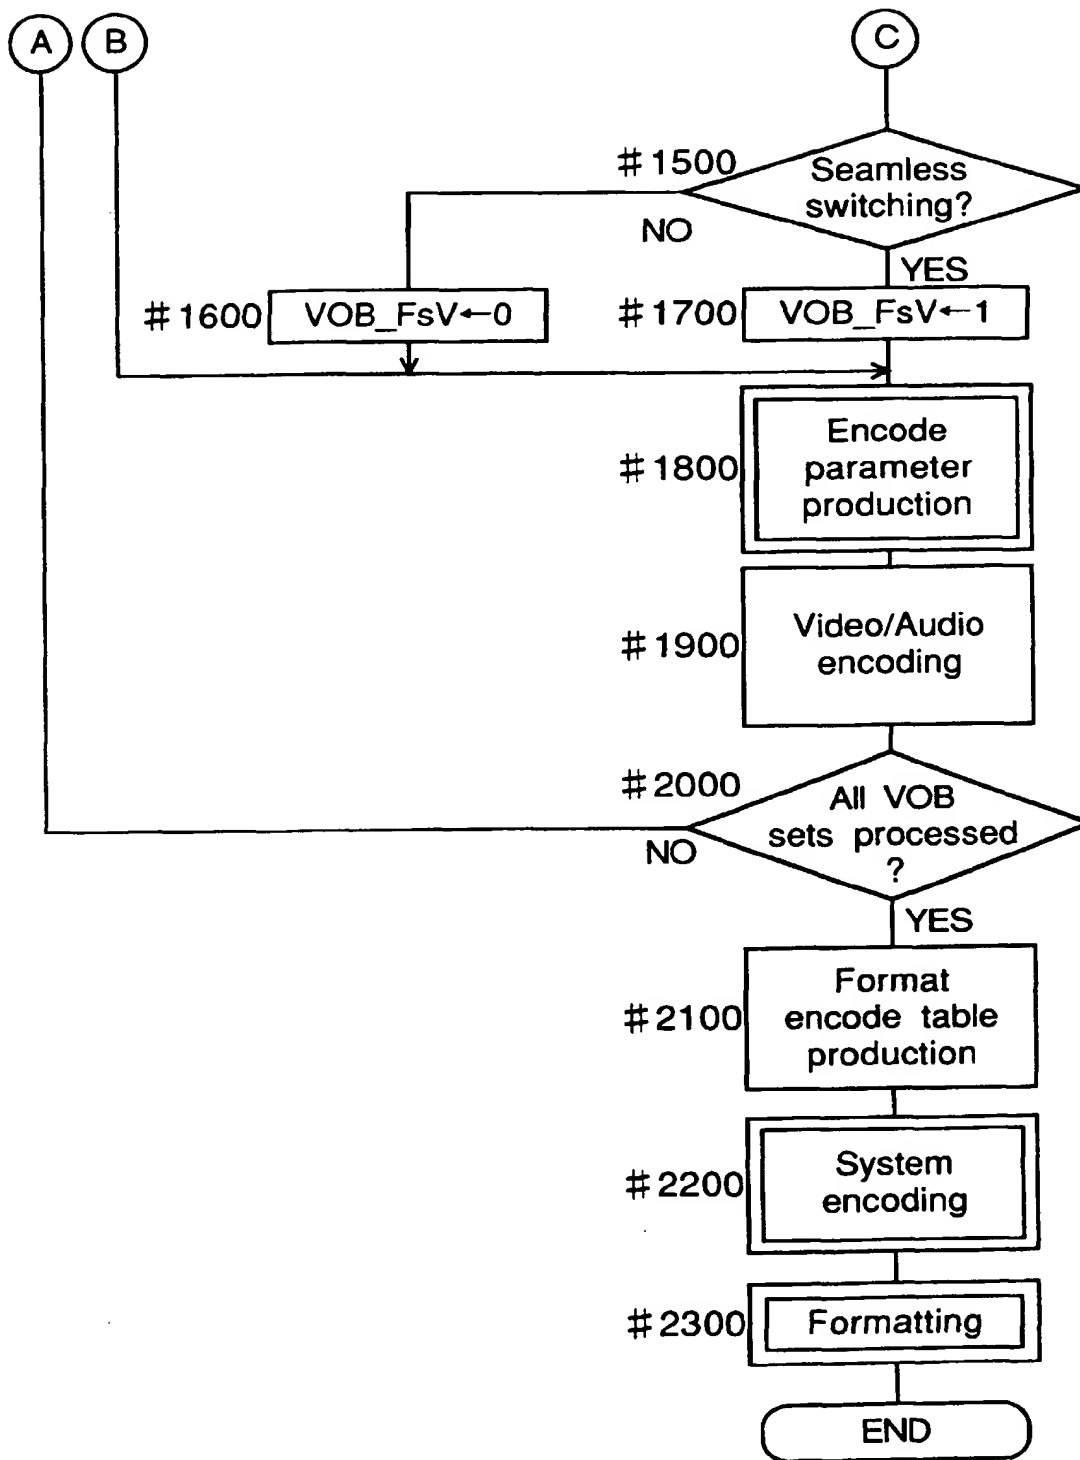 A B C
#1500 Seamless
switching?
NO
YES
#1600 VOB_FsV←0 #1700 VOB_FsV←1
#1800 Encode
parameter
production
#1900 Video/Audio
encoding
#2000 All VOB
sets processed
?
NO
YES
#2100 Format
encode table
production
#2200 System
encoding
#2300 Formatting
END